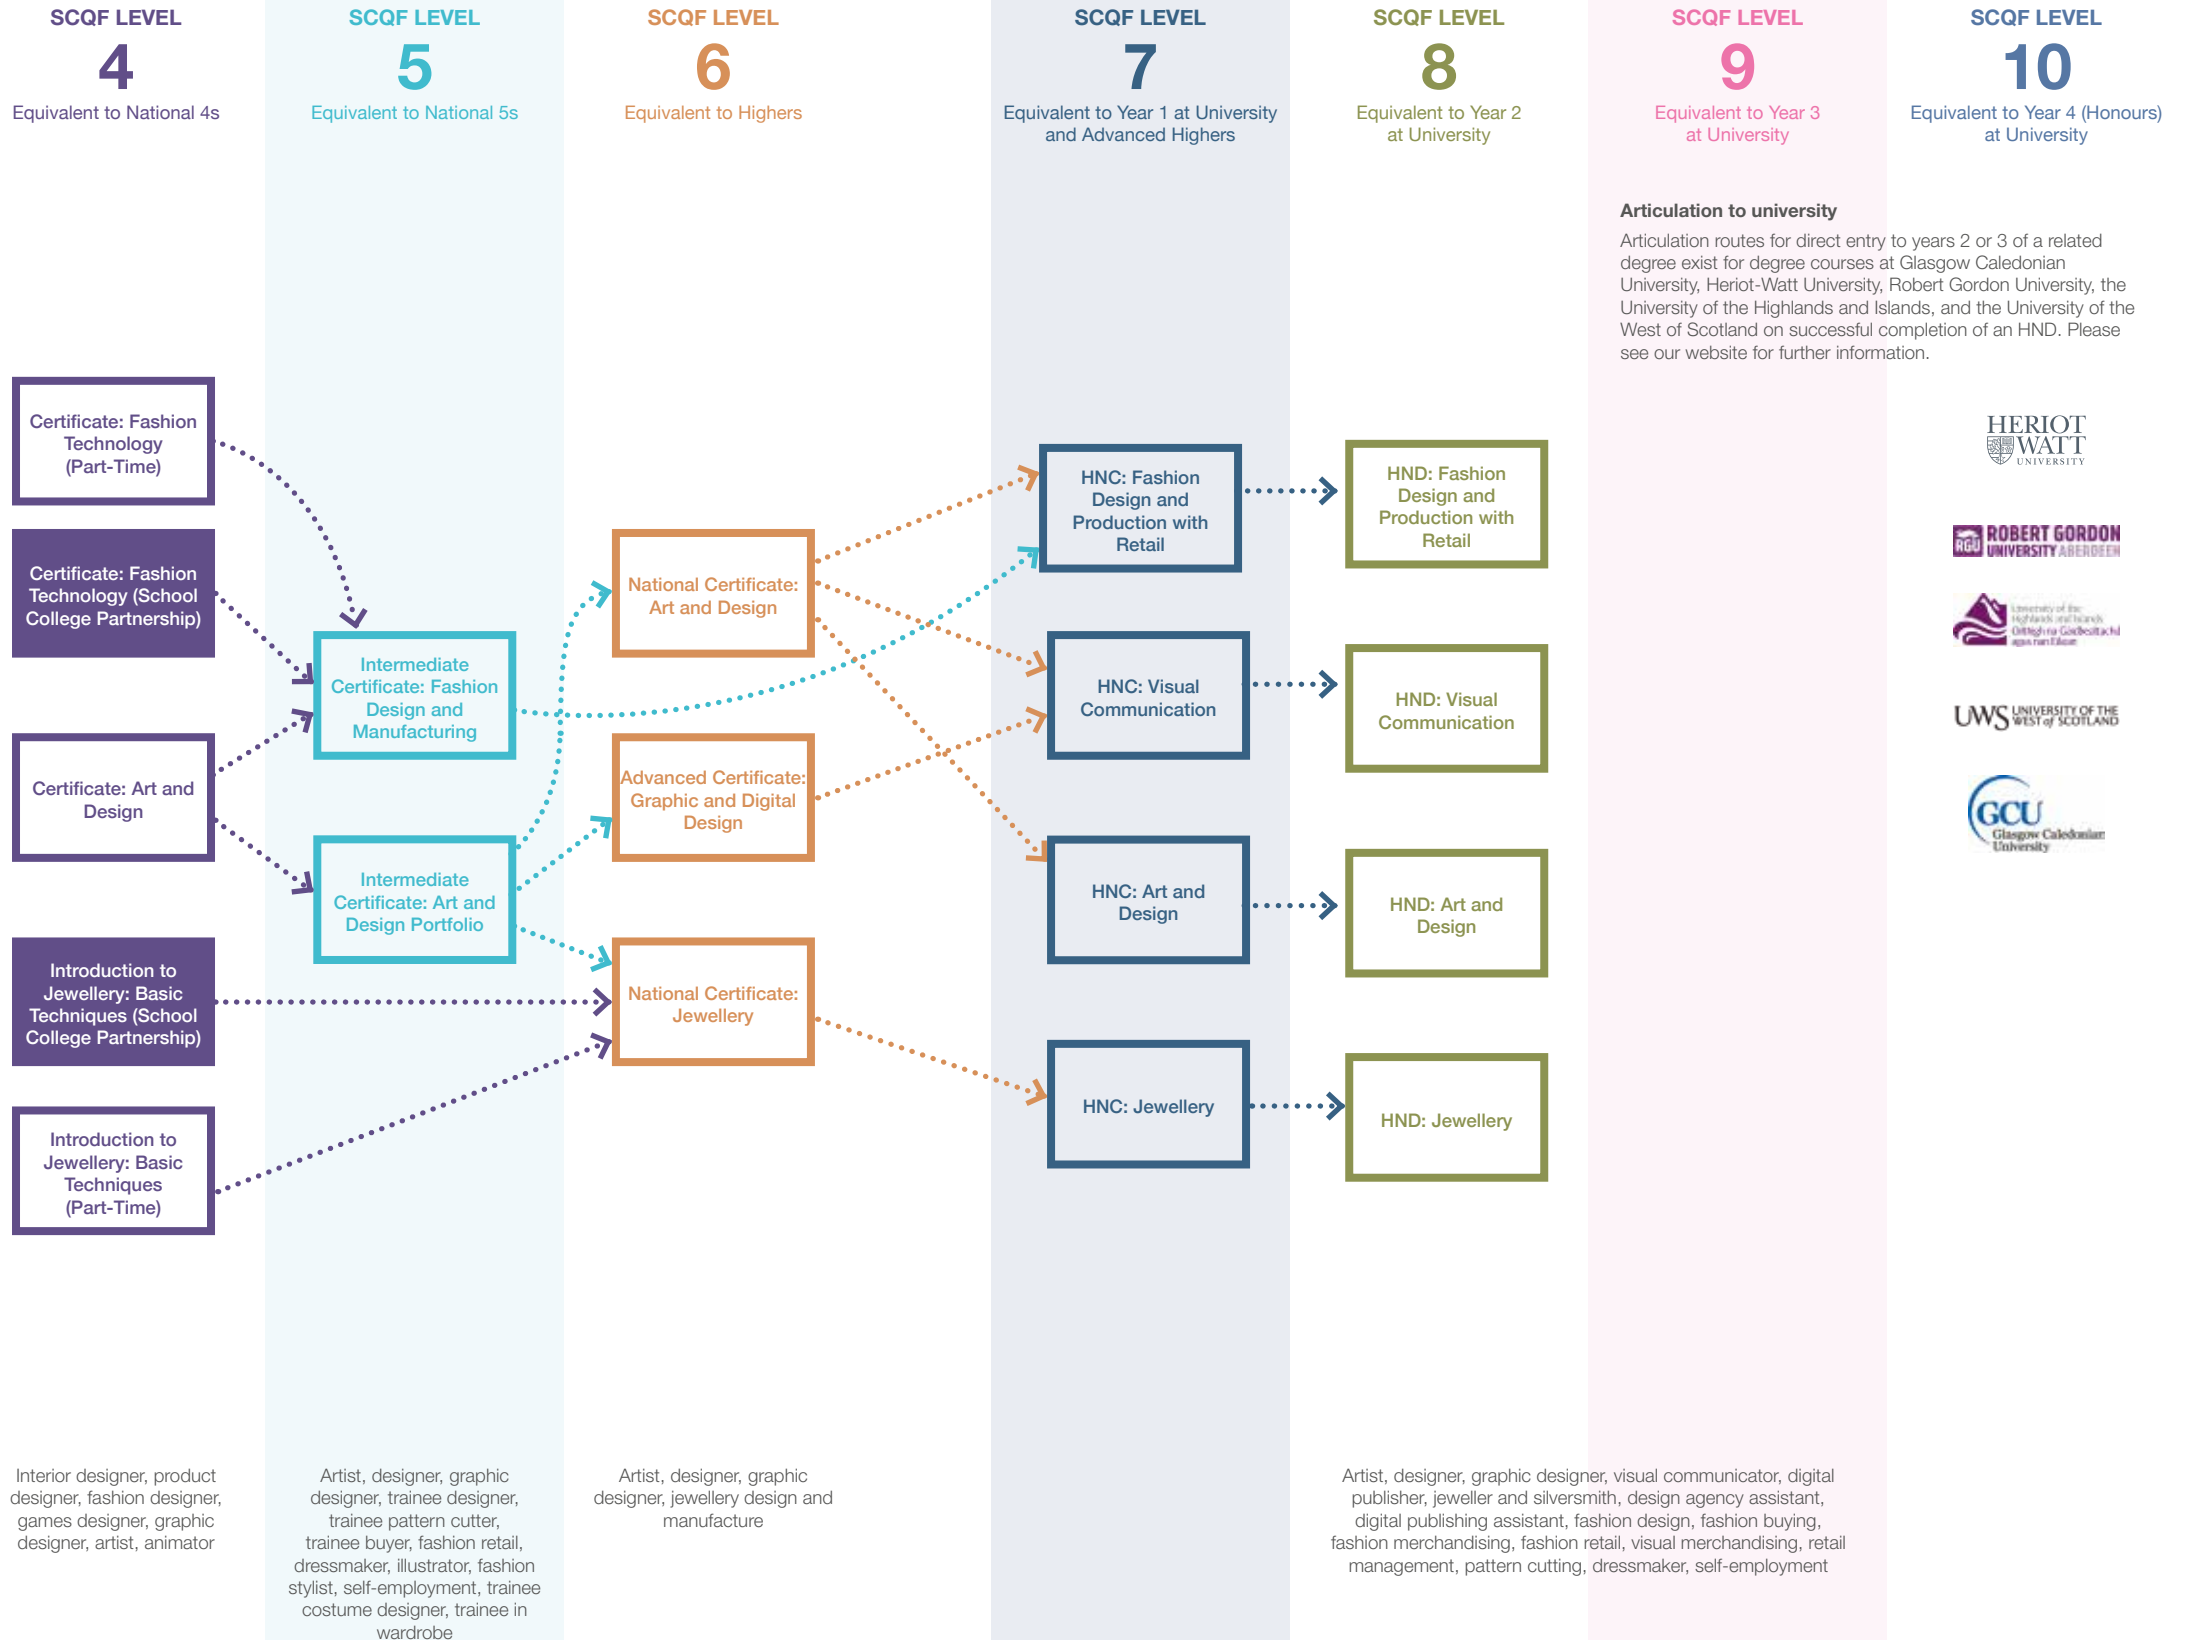 SCQF LEVEL
4
Equivalent to National 4s
SCQF LEVEL
5
Equivalent to National 5s
SCQF LEVEL
6
Equivalent to Highers
SCQF LEVEL
7
Equivalent to Year 1 at University
and Advanced Highers
SCQF LEVEL
8
Equivalent to Year 2
at University
SCQF LEVEL
9
Equivalent to Year 3
at University
SCQF LEVEL
10
Equivalent to Year 4 (Honours)
at University
Articulation to university
Articulation routes for direct entry to years 2 or 3 of a related
degree exist for degree courses at Glasgow Caledonian
University, Heriot-Watt University, Robert Gordon University, the
University of the Highlands and Islands, and the University of the
West of Scotland on successful completion of an HND. Please
see our website for further information.
Certificate: Fashion
Technology
(Part-Time)
Certificate: Fashion
Technology (School
College Partnership)
Certificate: Art and
Design
Introduction to
Jewellery: Basic
Techniques (School
College Partnership)
Introduction to
Jewellery: Basic
Techniques
(Part-Time)
Intermediate
Certificate: Fashion
Design and
Manufacturing
Intermediate
Certificate: Art and
Design Portfolio
National Certificate:
Art and Design
Advanced Certificate:
Graphic and Digital
Design
National Certificate:
Jewellery
HNC: Fashion
Design and
Production with
Retail
HNC: Visual
Communication
HNC: Art and
Design
HNC: Jewellery
HND: Fashion
Design and
Production with
Retail
HND: Visual
Communication
HND: Art and
Design
HND: Jewellery
HERIOT
WATT
UNIVERSITY
RGU
ROBERT GORDON
UNIVERSITY ABERDEEN
University of the
Highlands and Islands
UWS UNIVERSITY OF THE
WEST of SCOTLAND
GCU
Glasgow Caledonian
University
Interior designer, product
designer, fashion designer,
games designer, graphic
designer, artist, animator
Artist, designer, graphic
designer, trainee designer,
trainee pattern cutter,
trainee buyer, fashion retail,
dressmaker, illustrator, fashion
stylist, self-employment, trainee
costume designer, trainee in
wardrobe
Artist, designer, graphic
designer, jewellery design and
manufacture
Artist, designer, graphic designer, visual communicator, digital
publisher, jeweller and silversmith, design agency assistant,
digital publishing assistant, fashion design, fashion buying,
fashion merchandising, fashion retail, visual merchandising, retail
management, pattern cutting, dressmaker, self-employment